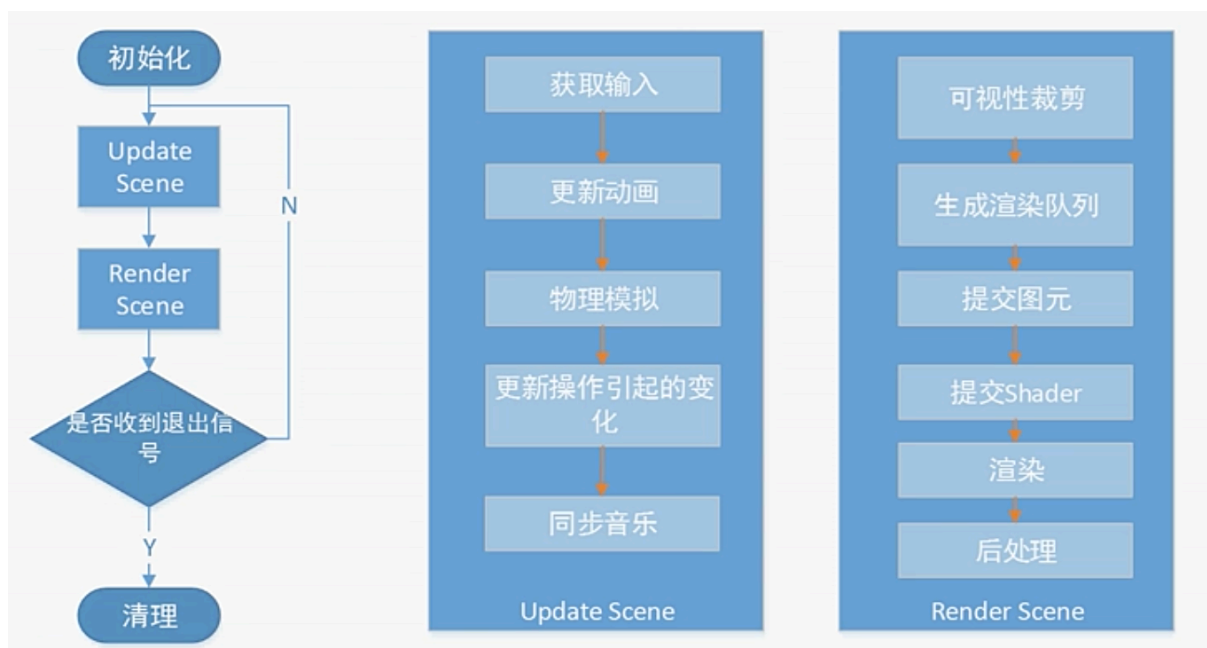 初始化
Update
Scene
N
Render
Scene
是否收到退出信
号
Y
清理
获取输入
更新动画
物理模拟
更新操作引起的变
化
同步音乐
Update Scene
可视性裁剪
生成渲染队列
提交图元
提交Shader
渲染
后处理
Render Scene